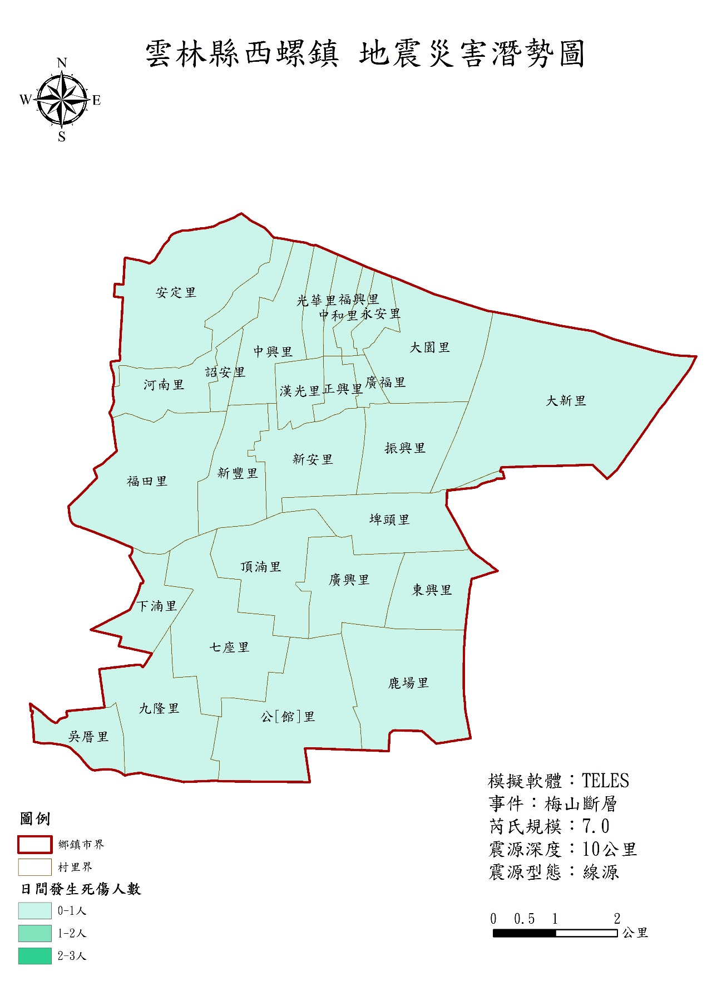 雲林縣西螺鎮 地震災害潛勢圖
N
W
E
S
安定里
光華里
福興里
中和里
永安里
大園里
中興里
詔安里
河南里
漢光里
正興里
廣福里
大新里
振興里
新安里
新豐里
福田里
埤頭里
頂湳里
廣興里
東興里
下湳里
七座里
鹿場里
九隆里
公[館]里
吳厝里
模擬軟體：TELES
事件：梅山斷層
芮氏規模：7.0
震源深度：10公里
震源型態：線源
0 0.5 1 2
公里
圖例
鄉鎮市界
村里界
日間發生死傷人數
0-1人
1-2人
2-3人